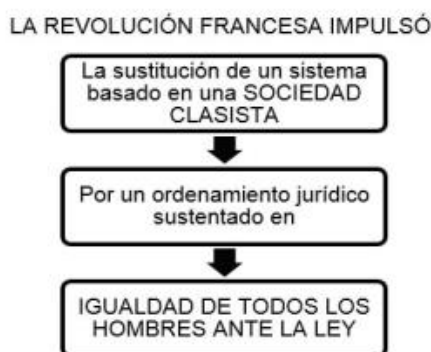 LA REVOLUCIÓN FRANCESA IMPULSÓ
La sustitución de un sistema
basado en una SOCIEDAD
CLASISTA
Por un ordenamiento jurídico
sustentado en
IGUALDAD DE TODOS LOS
HOMBRES ANTE LA LEY